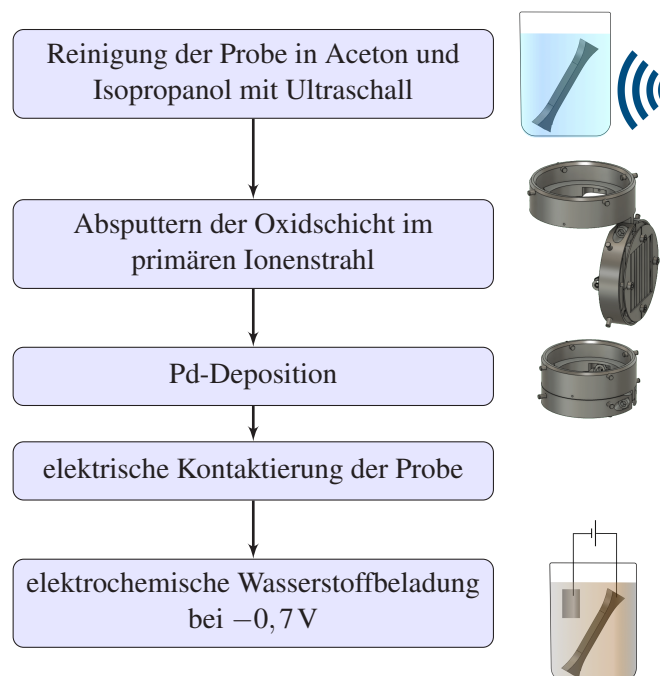 Reinigung der Probe in Aceton und
Isopropanol mit Ultraschall
Absputtern der Oxidschicht im
primären Ionenstrahl
Pd-Deposition
elektrische Kontaktierung der Probe
elektrochemische Wasserstoffbeladung
bei −0,7 V